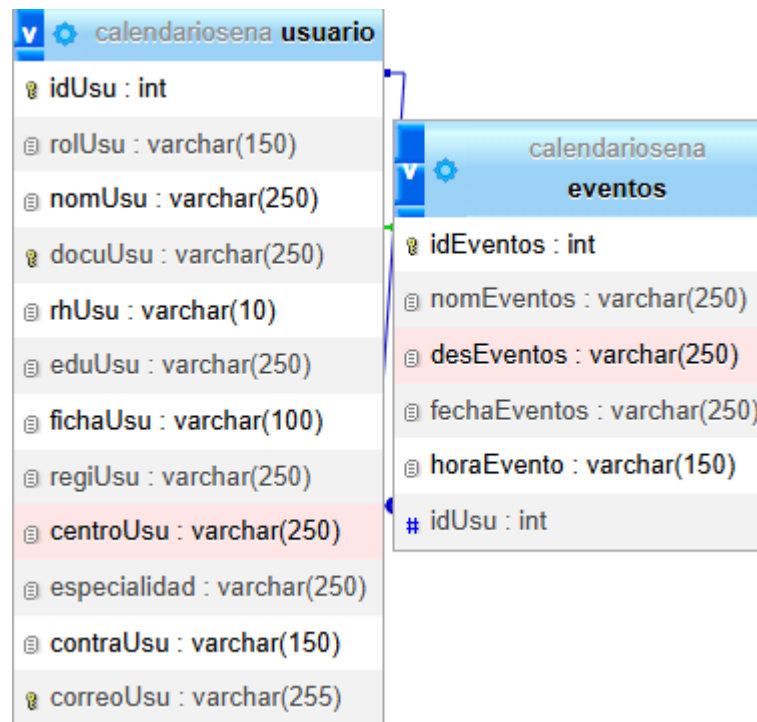 v calendariosena usuario
idUsu : int
rolUsu : varchar(150)
nomUsu : varchar(250)
docuUsu : varchar(250)
rhUsu : varchar(10)
eduUsu : varchar(250)
fichaUsu : varchar(100)
regiUsu : varchar(250)
centroUsu : varchar(250)
especialidad : varchar(250)
contraUsu : varchar(150)
correoUsu : varchar(255)
v calendariosena
eventos
idEventos : int
nomEventos : varchar(250)
desEventos : varchar(250)
fechaEventos : varchar(250)
horaEvento : varchar(150)
# idUsu : int